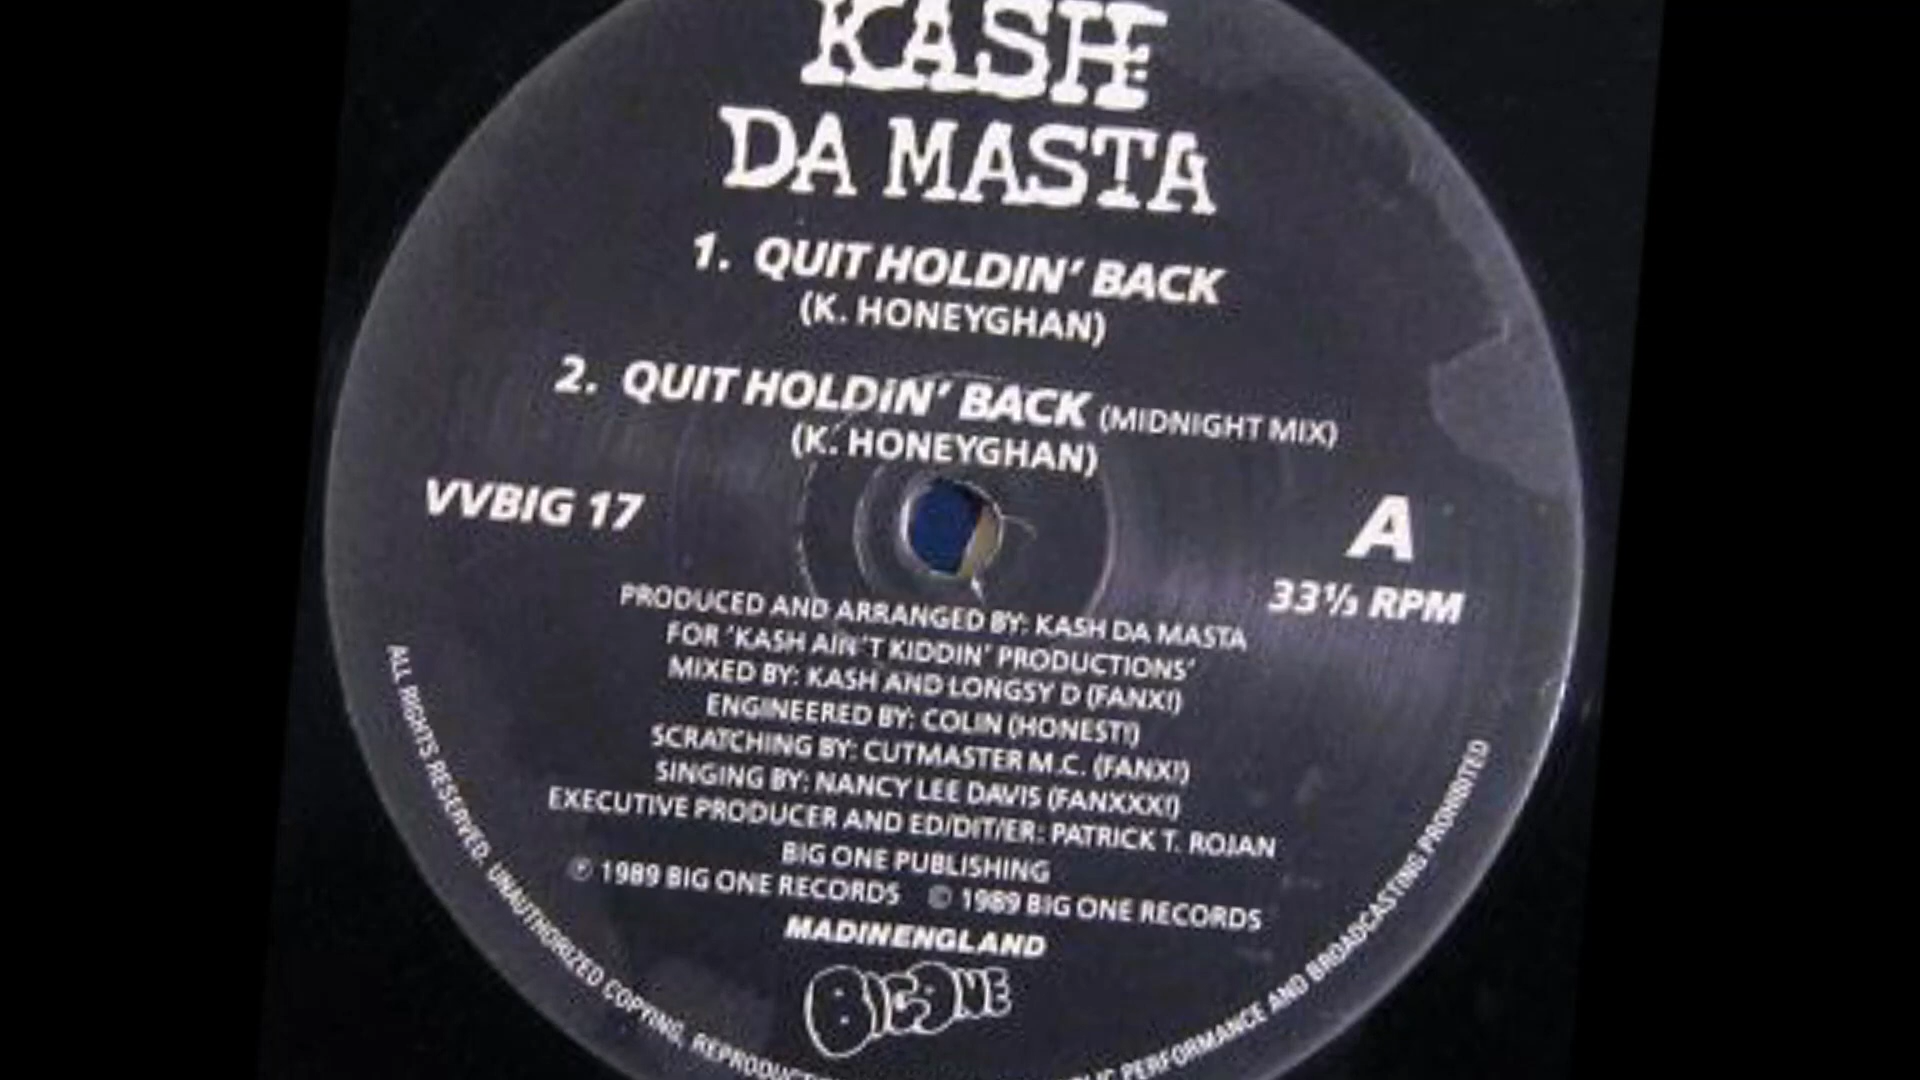 KASH
DA MASTA
1. QUIT HOLDIN' BACK
(K. HONEYGHAN)
2. QUIT HOLDIN' BACK (MIDNIGHT MIX)
(K. HONEYGHAN)
VVBIG 17
A
33⅓ RPM
PRODUCED AND ARRANGED BY: KASH DA MASTA
FOR 'KASH AIN'T KIDDIN' PRODUCTIONS'
MIXED BY: KASH AND LONGSY D (FANX!)
ENGINEERED BY: COLIN (HONEST!)
SCRATCHING BY: CUTMASTER M.C. (FANX!)
SINGING BY: NANCY LEE DAVIS (FANXXX!)
EXECUTIVE PRODUCER AND ED/DIT/ER: PATRICK T. ROJAN
BIG ONE PUBLISHING
℗ 1989 BIG ONE RECORDS © 1989 BIG ONE RECORDS
MADINENGLAND
BIG ONE
ALL RIGHTS RESERVED. UNAUTHORIZED COPYING, PERFORMANCE AND BROADCASTING PROHIBITED